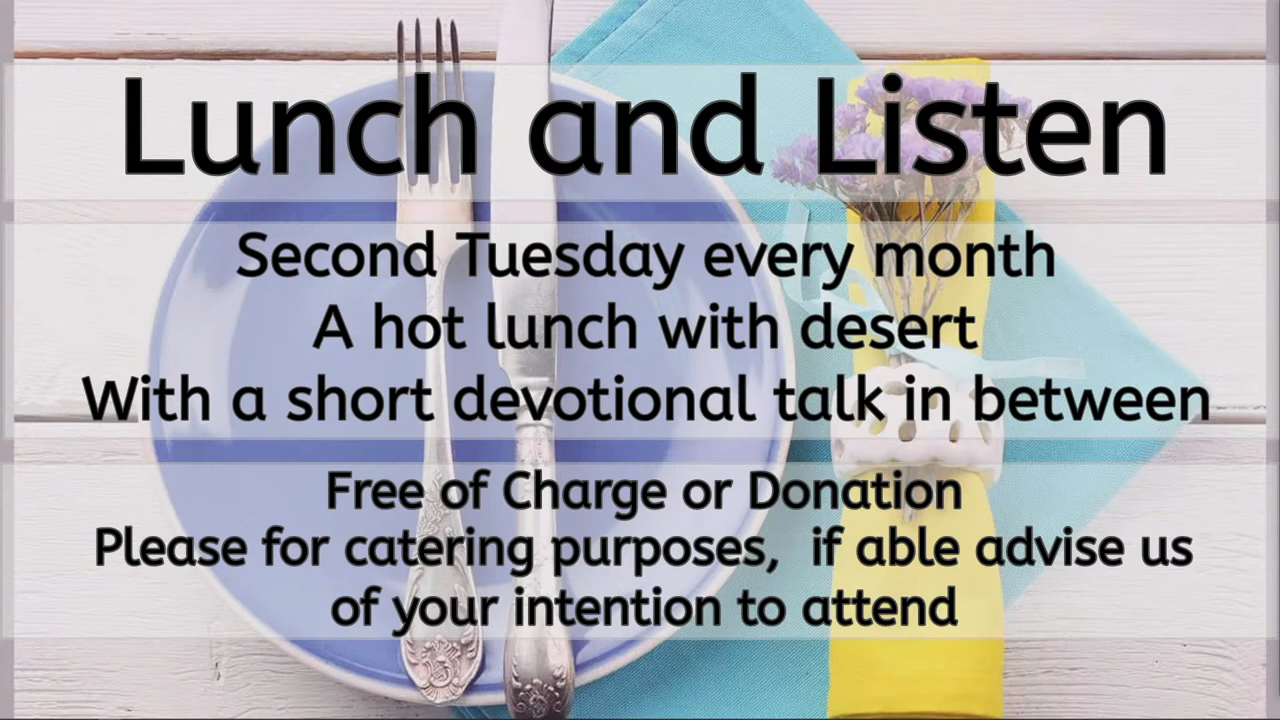 Lunch and Listen
Second Tuesday every month
A hot lunch with desert
With a short devotional talk in between
Free of Charge or Donation
Please for catering purposes,  if able advise us
of your intention to attend